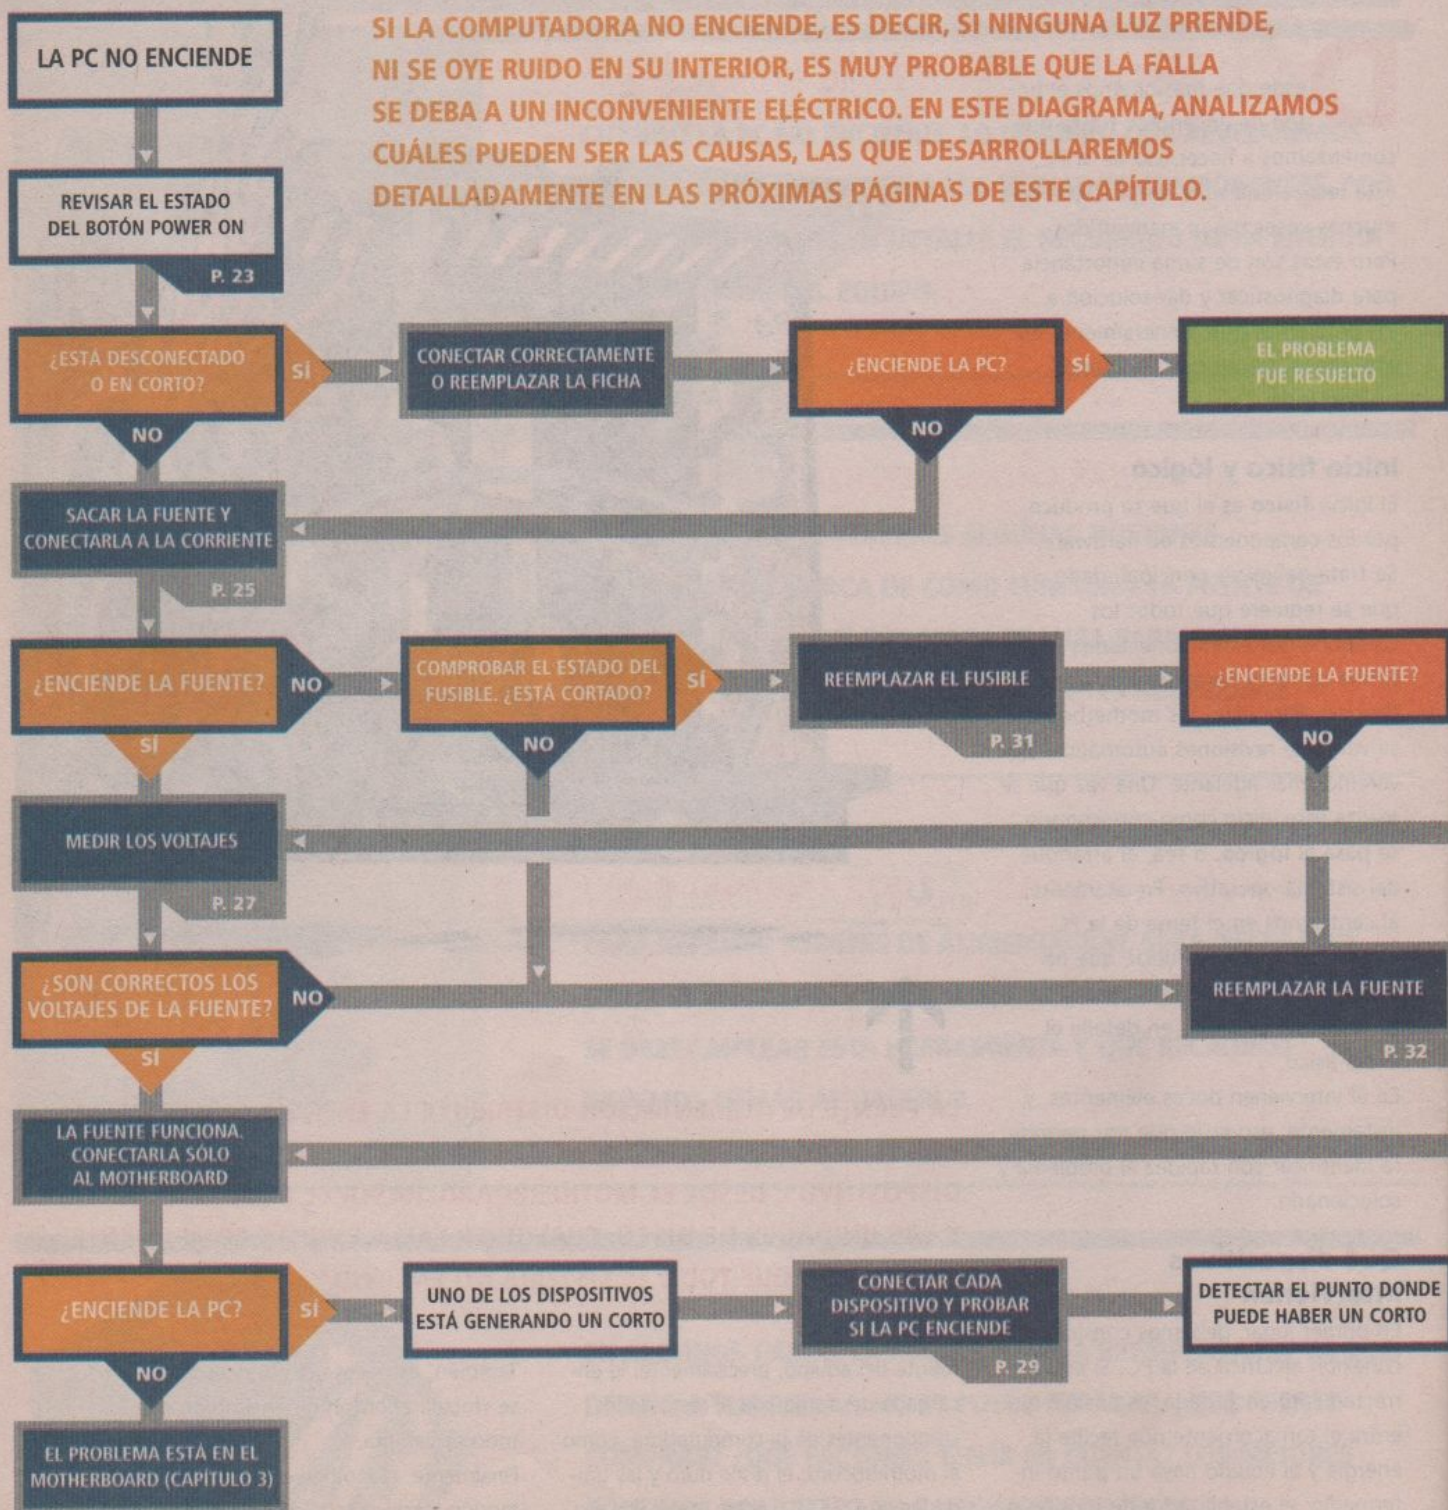 SI LA COMPUTADORA NO ENCIENDE, ES DECIR, SI NINGUNA LUZ PRENDE,
NI SE OYE RUIDO EN SU INTERIOR, ES MUY PROBABLE QUE LA FALLA
SE DEBA A UN INCONVENIENTE ELÉCTRICO. EN ESTE DIAGRAMA, ANALIZAMOS
CUÁLES PUEDEN SER LAS CAUSAS, LAS QUE DESARROLLAREMOS
DETALLADAMENTE EN LAS PRÓXIMAS PÁGINAS DE ESTE CAPÍTULO.
LA PC NO ENCIENDE
REVISAR EL ESTADO
DEL BOTÓN POWER ON
P. 23
¿ESTÁ DESCONECTADO
O EN CORTO?
SÍ
NO
CONECTAR CORRECTAMENTE
O REEMPLAZAR LA FICHA
¿ENCIENDE LA PC?
SÍ
NO
EL PROBLEMA
FUE RESUELTO
SACAR LA FUENTE Y
CONECTARLA A LA CORRIENTE
P. 25
¿ENCIENDE LA FUENTE?
NO
SÍ
COMPROBAR EL ESTADO DEL
FUSIBLE. ¿ESTÁ CORTADO?
SÍ
NO
REEMPLAZAR EL FUSIBLE
P. 31
¿ENCIENDE LA FUENTE?
NO
MEDIR LOS VOLTAJES
P. 27
¿SON CORRECTOS LOS
VOLTAJES DE LA FUENTE?
NO
SÍ
REEMPLAZAR LA FUENTE
P. 32
LA FUENTE FUNCIONA.
CONECTARLA SÓLO
AL MOTHERBOARD
¿ENCIENDE LA PC?
SÍ
NO
UNO DE LOS DISPOSITIVOS
ESTÁ GENERANDO UN CORTO
CONECTAR CADA
DISPOSITIVO Y PROBAR
SI LA PC ENCIENDE
P. 29
DETECTAR EL PUNTO DONDE
PUEDE HABER UN CORTO
EL PROBLEMA ESTÁ EN EL
MOTHERBOARD (CAPÍTULO 3)